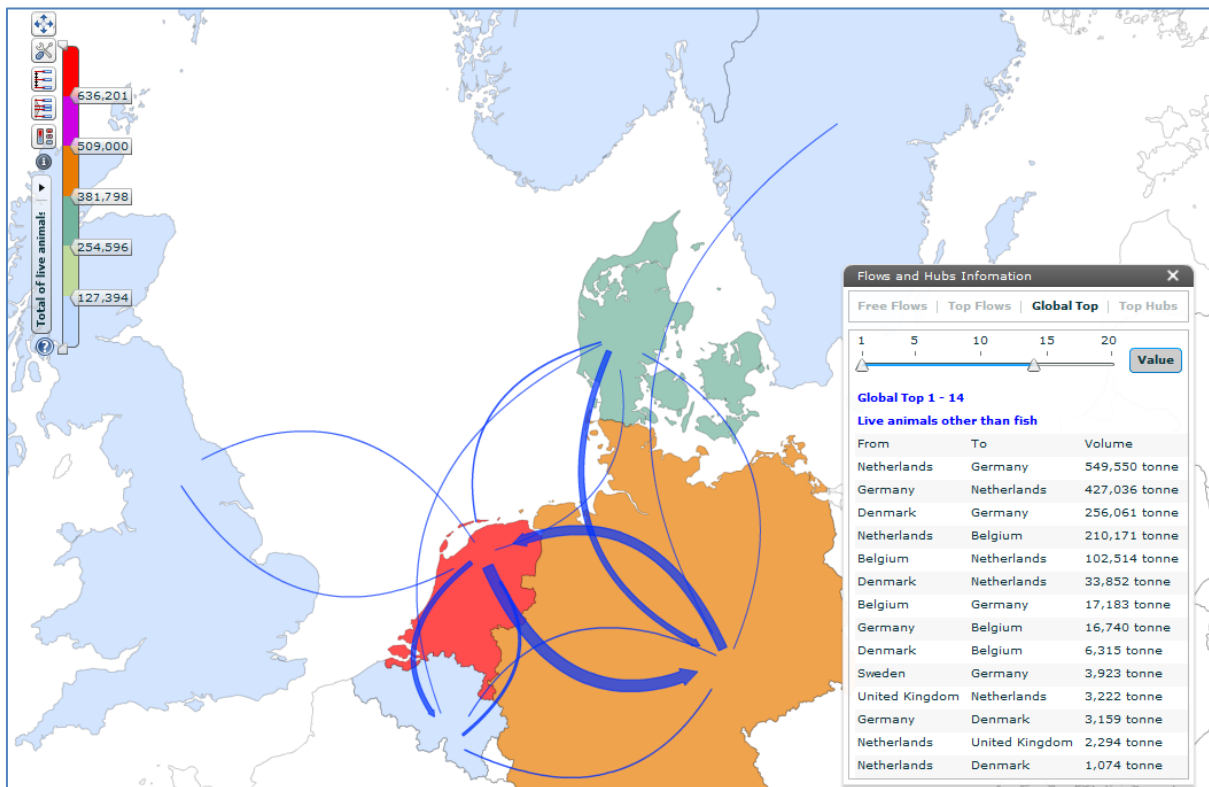 636,201
509,000
381,798
254,596
127,394
Total of live animals
Flows and Hubs Infomation
Free Flows | Top Flows | Global Top | Top Hubs
1 5 10 15 20
Value
Global Top 1 - 14
Live animals other than fish
From To Volume
Netherlands Germany 549,550 tonne
Germany Netherlands 427,036 tonne
Denmark Germany 256,061 tonne
Netherlands Belgium 210,171 tonne
Belgium Netherlands 102,514 tonne
Denmark Netherlands 33,852 tonne
Belgium Germany 17,183 tonne
Germany Belgium 16,740 tonne
Denmark Belgium 6,315 tonne
Sweden Germany 3,923 tonne
United Kingdom Netherlands 3,222 tonne
Germany Denmark 3,159 tonne
Netherlands United Kingdom 2,294 tonne
Netherlands Denmark 1,074 tonne